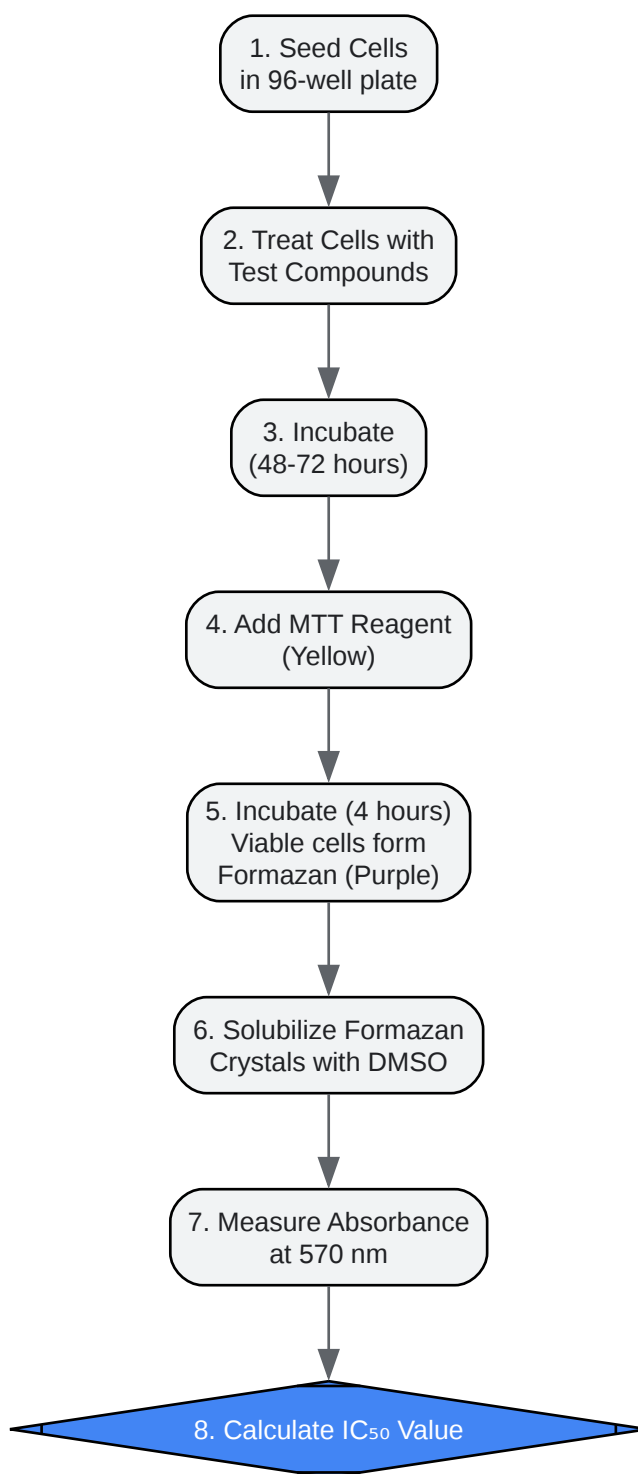 1. Seed Cells
in 96-well plate
2. Treat Cells with
Test Compounds
3. Incubate
(48-72 hours)
4. Add MTT Reagent
(Yellow)
5. Incubate (4 hours)
Viable cells form
Formazan (Purple)
6. Solubilize Formazan
Crystals with DMSO
7. Measure Absorbance
at 570 nm
8. Calculate IC₅₀ Value